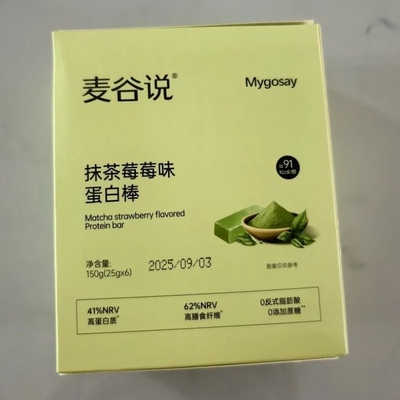 麦谷说®
Mygosay
抹茶莓莓味
蛋白棒
Matcha strawberry flavored
Protein bar
≤91
Kcal/根
净含量:
150g(25gx6)
2025/09/03
图案仅供参考
41%NRV
高蛋白质*
62%NRV
高膳食纤维*
0反式脂肪酸
0添加蔗糖**